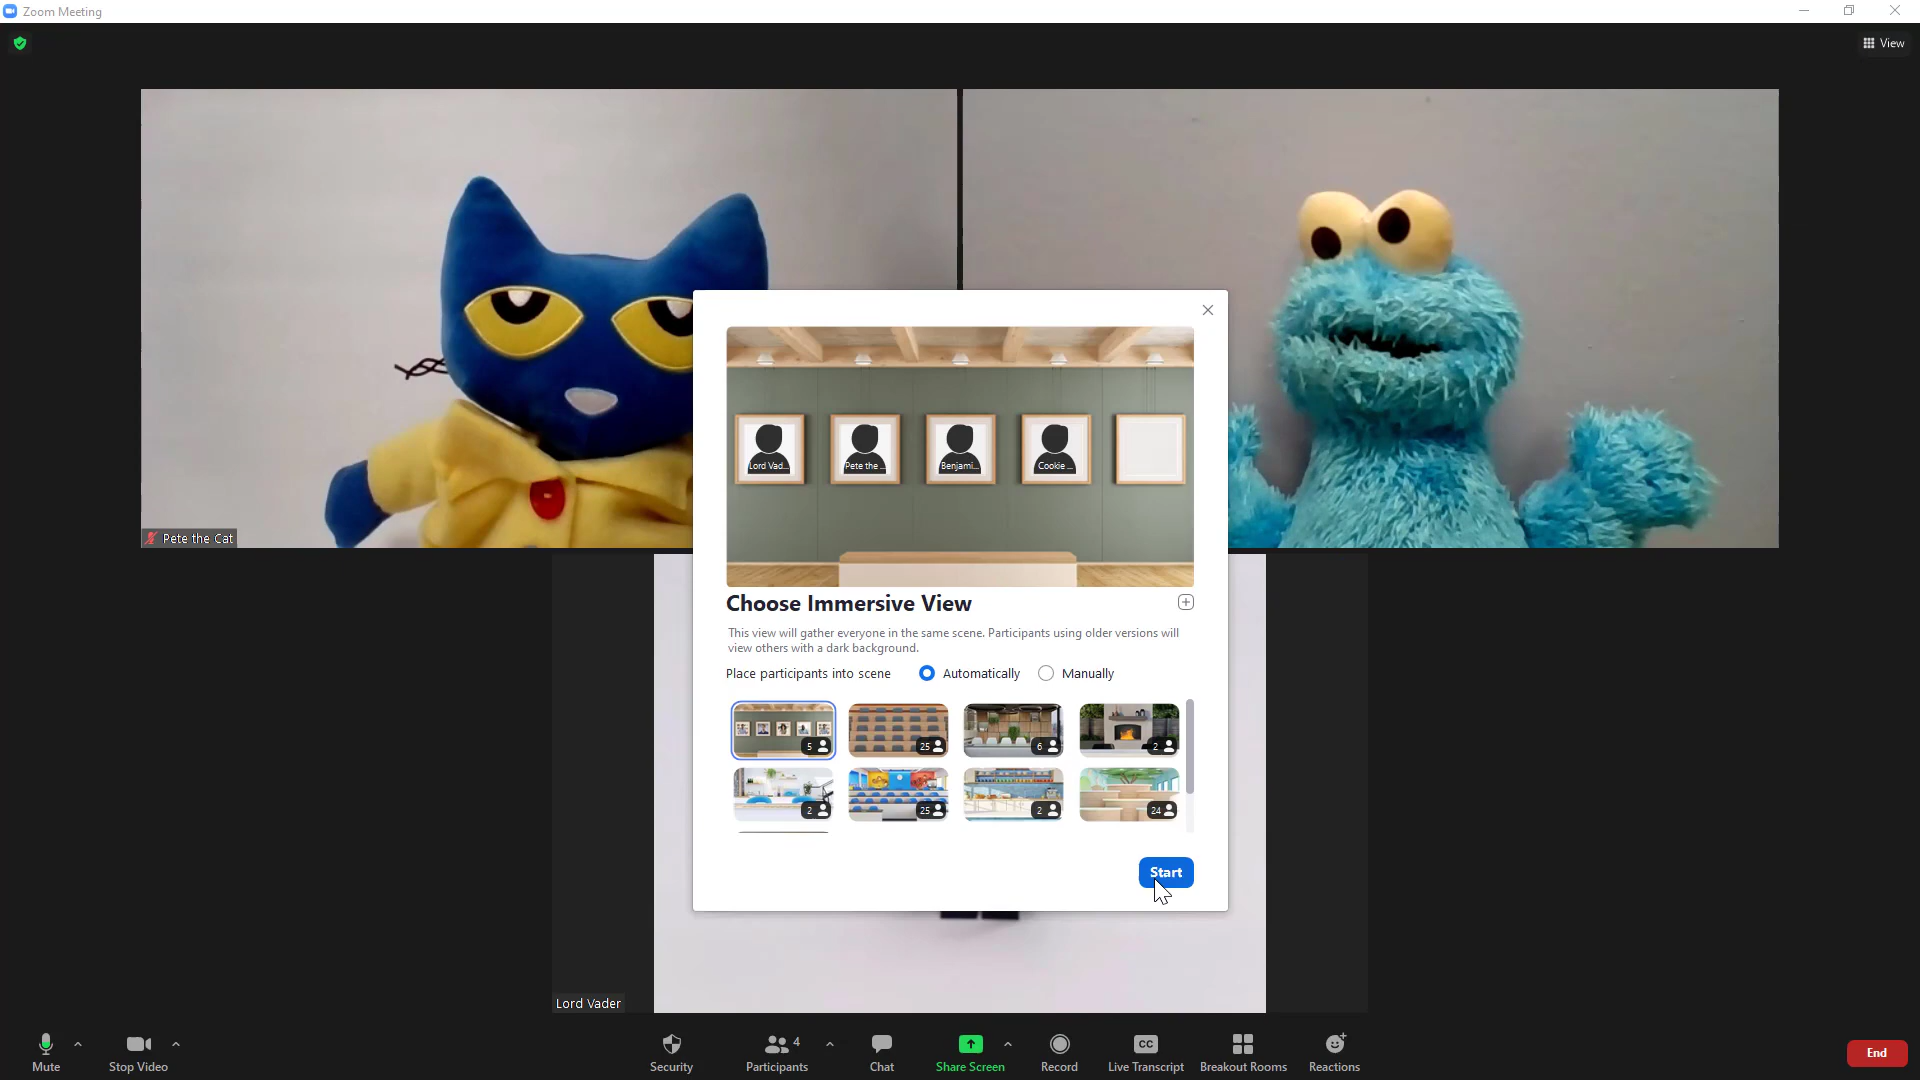 Zoom Meeting
View
Lord Vad...
Pete the ...
Benjami...
Cookie ...
Pete the Cat
Choose Immersive View
This view will gather everyone in the same scene. Participants using older versions will
view others with a dark background.
Place participants into scene
Automatically
Manually
5
25
6
2
2
25
2
24
Start
Lord Vader
Mute
Stop Video
Security
4
Participants
Chat
Share Screen
Record
CC
Live Transcript
Breakout Rooms
Reactions
End